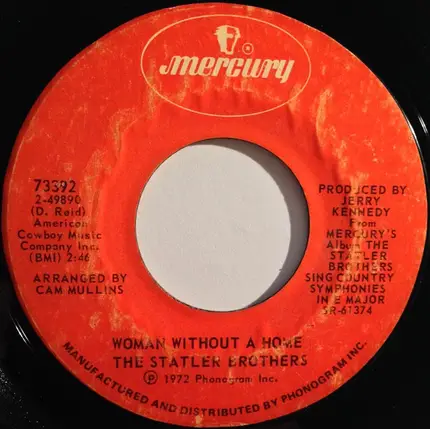 mercury
73392
2-49890
(D. Reid)
American
Cowboy Music
Company Inc.
(BMI) 2:46
ARRANGED BY
CAM MULLINS
PRODUCED BY
JERRY
KENNEDY
From
MERCURY'S
Album THE
STATLER
BROTHERS
SING COUNTRY
SYMPHONIES
IN E MAJOR
SR-61374
WOMAN WITHOUT A HOME
THE STATLER BROTHERS
Ⓟ 1972 Phonogram Inc.
MANUFACTURED AND DISTRIBUTED BY PHONOGRAM INC.
®